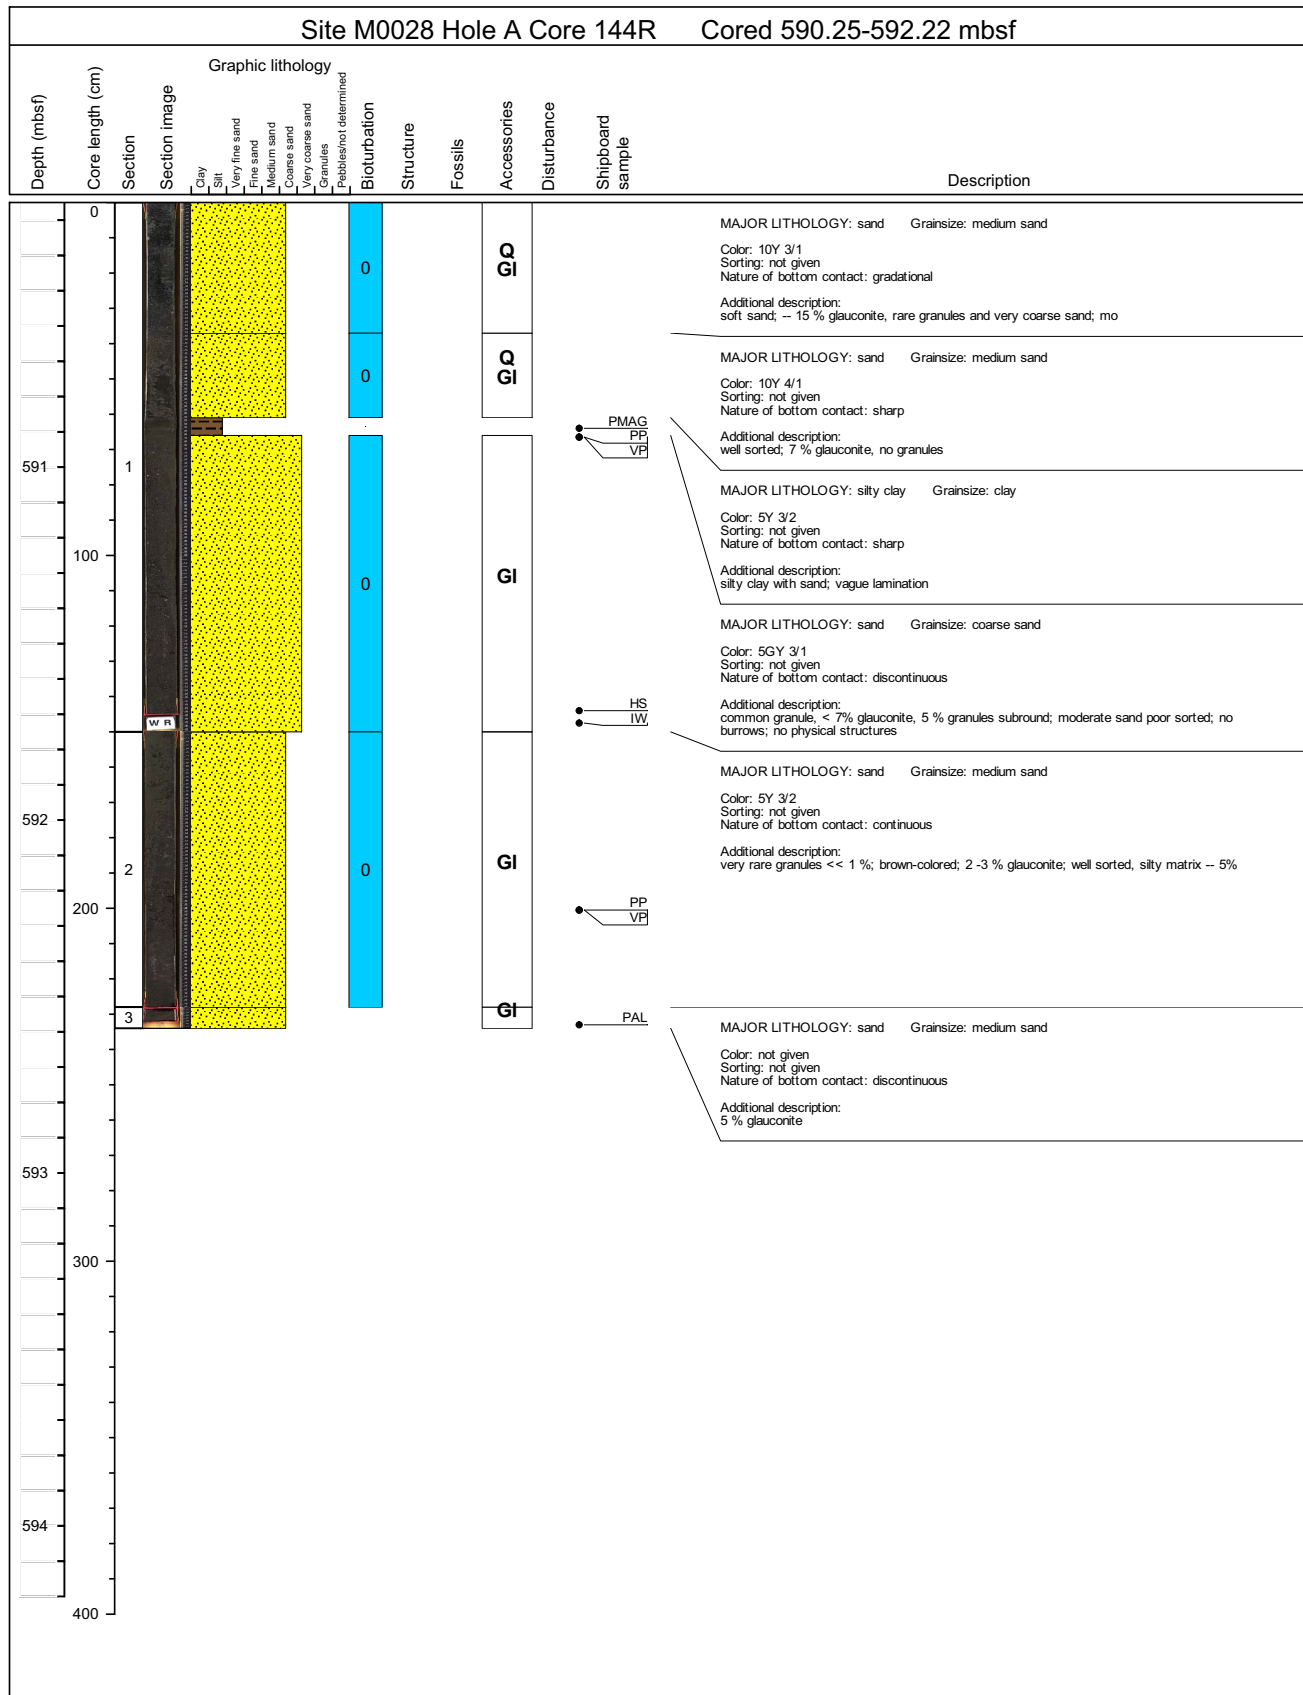 Site M0028 Hole A Core 144R Cored 590.25-592.22 mbsf
Depth (mbsf)
Core length (cm)
Section
Section image
Graphic lithology
Clay
Silt
Very fine sand
Fine sand
Medium sand
Coarse sand
Very coarse sand
Granules
Pebbles/not determined
Bioturbation
Structure
Fossils
Accessories
Disturbance
Shipboard
sample
Description
0
591
100
592
200
593
300
594
400
1
2
3
W R
0
0
0
0
Q
GI
Q
GI
GI
GI
GI
PMAG
PP
VP
HS
IW
PP
VP
PAL
MAJOR LITHOLOGY: sand Grainsize: medium sand
Color: 10Y 3/1
Sorting: not given
Nature of bottom contact: gradational
Additional description:
soft sand; -- 15 % glauconite, rare granules and very coarse sand; mo
MAJOR LITHOLOGY: sand Grainsize: medium sand
Color: 10Y 4/1
Sorting: not given
Nature of bottom contact: sharp
Additional description:
well sorted; 7 % glauconite, no granules
MAJOR LITHOLOGY: silty clay Grainsize: clay
Color: 5Y 3/2
Sorting: not given
Nature of bottom contact: sharp
Additional description:
silty clay with sand; vague lamination
MAJOR LITHOLOGY: sand Grainsize: coarse sand
Color: 5GY 3/1
Sorting: not given
Nature of bottom contact: discontinuous
Additional description:
common granule, < 7% glauconite, 5 % granules subround; moderate sand poor sorted; no
burrows; no physical structures
MAJOR LITHOLOGY: sand Grainsize: medium sand
Color: 5Y 3/2
Sorting: not given
Nature of bottom contact: continuous
Additional description:
very rare granules << 1 %; brown-colored; 2 -3 % glauconite; well sorted, silty matrix -- 5%
MAJOR LITHOLOGY: sand Grainsize: medium sand
Color: not given
Sorting: not given
Nature of bottom contact: discontinuous
Additional description:
5 % glauconite